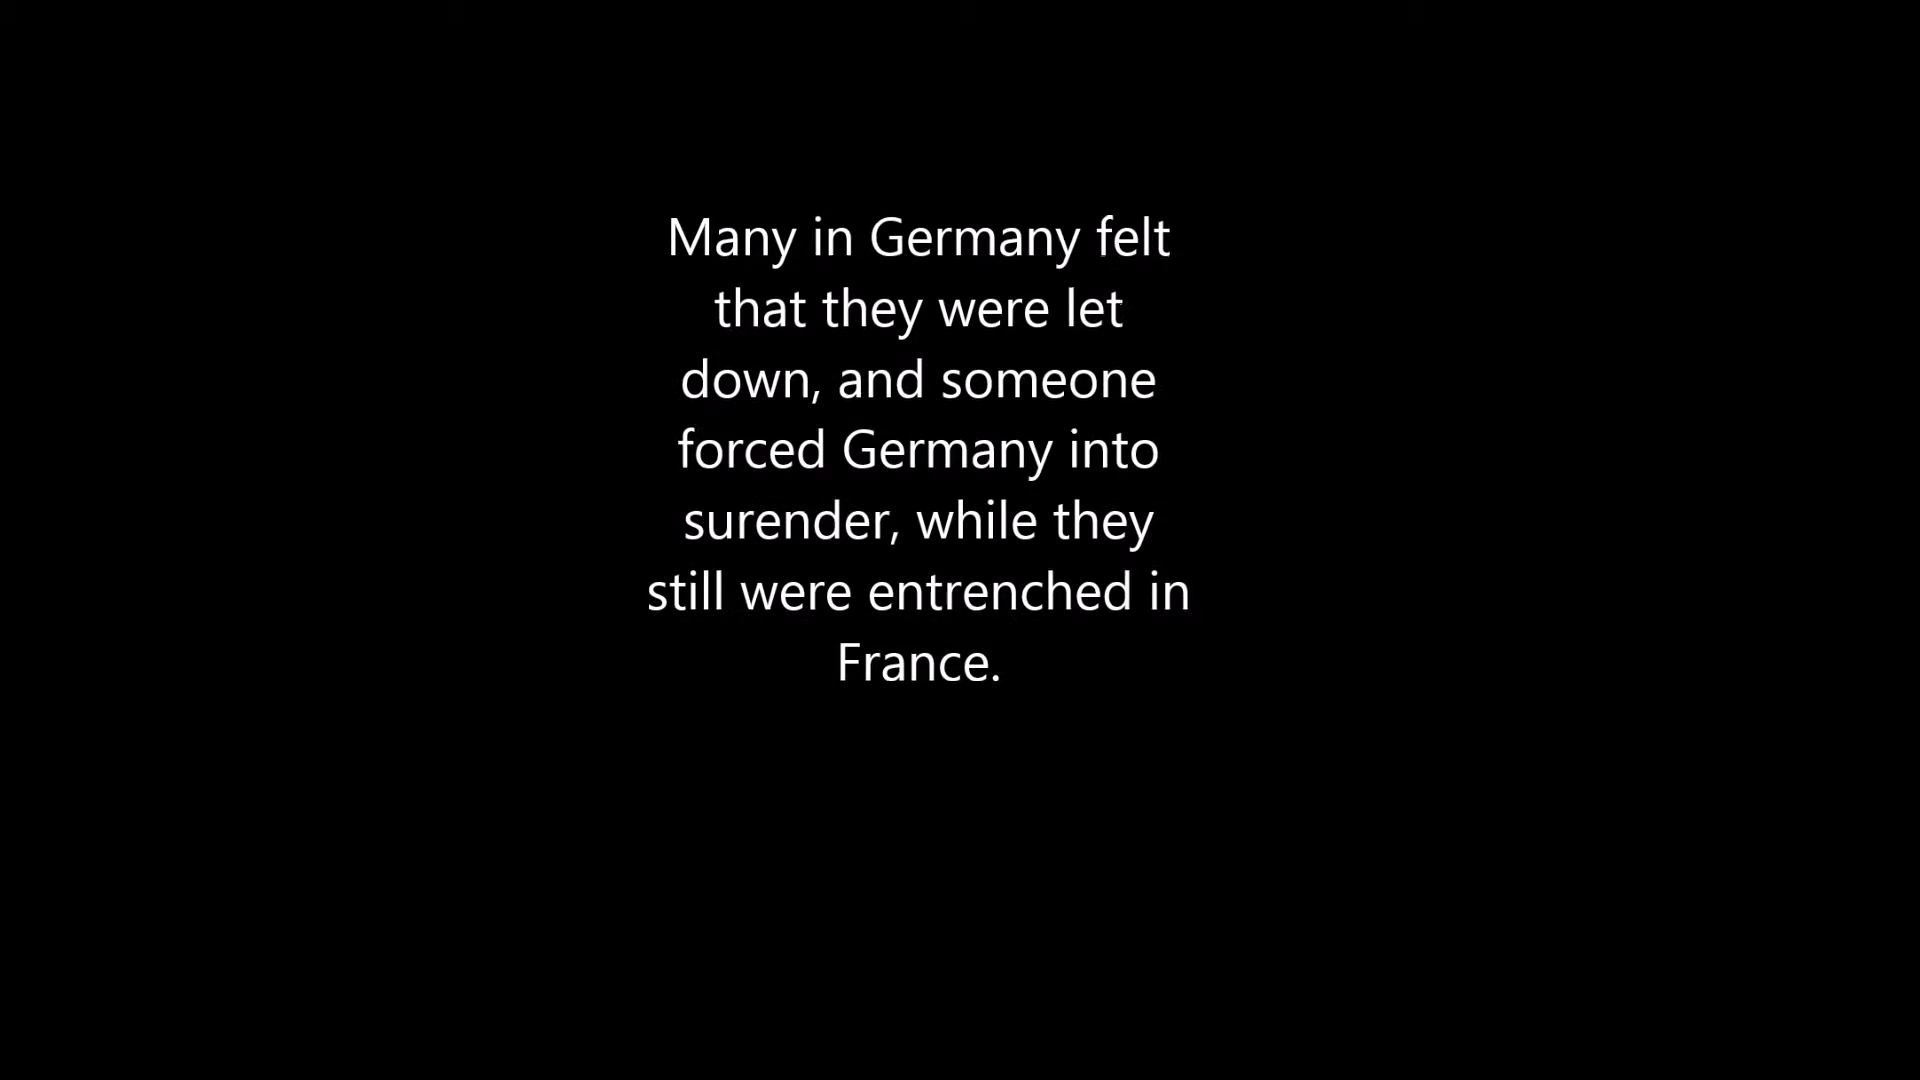 Many in Germany felt
that they were let
down, and someone
forced Germany into
surender, while they
still were entrenched in
France.